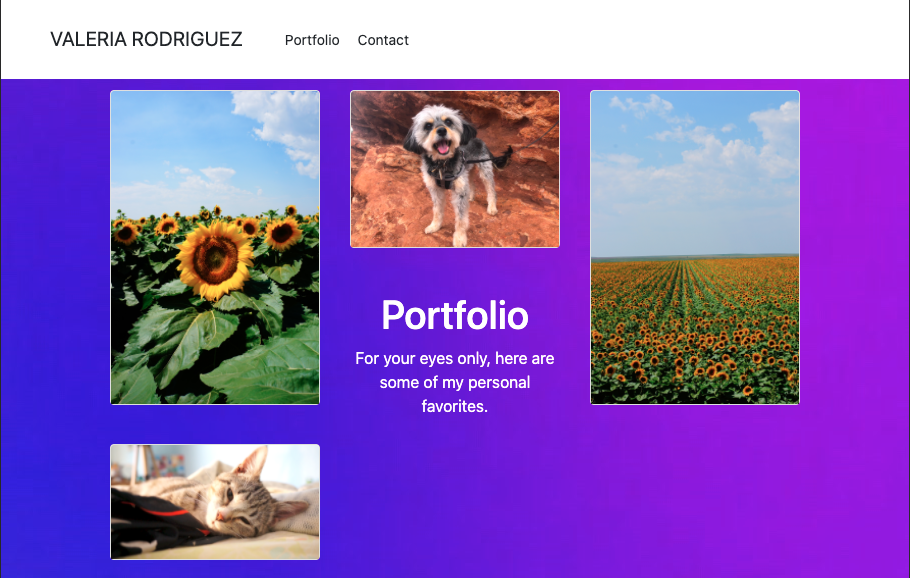 VALERIA RODRIGUEZ
Portfolio
Contact
Portfolio
For your eyes only, here are
some of my personal
favorites.